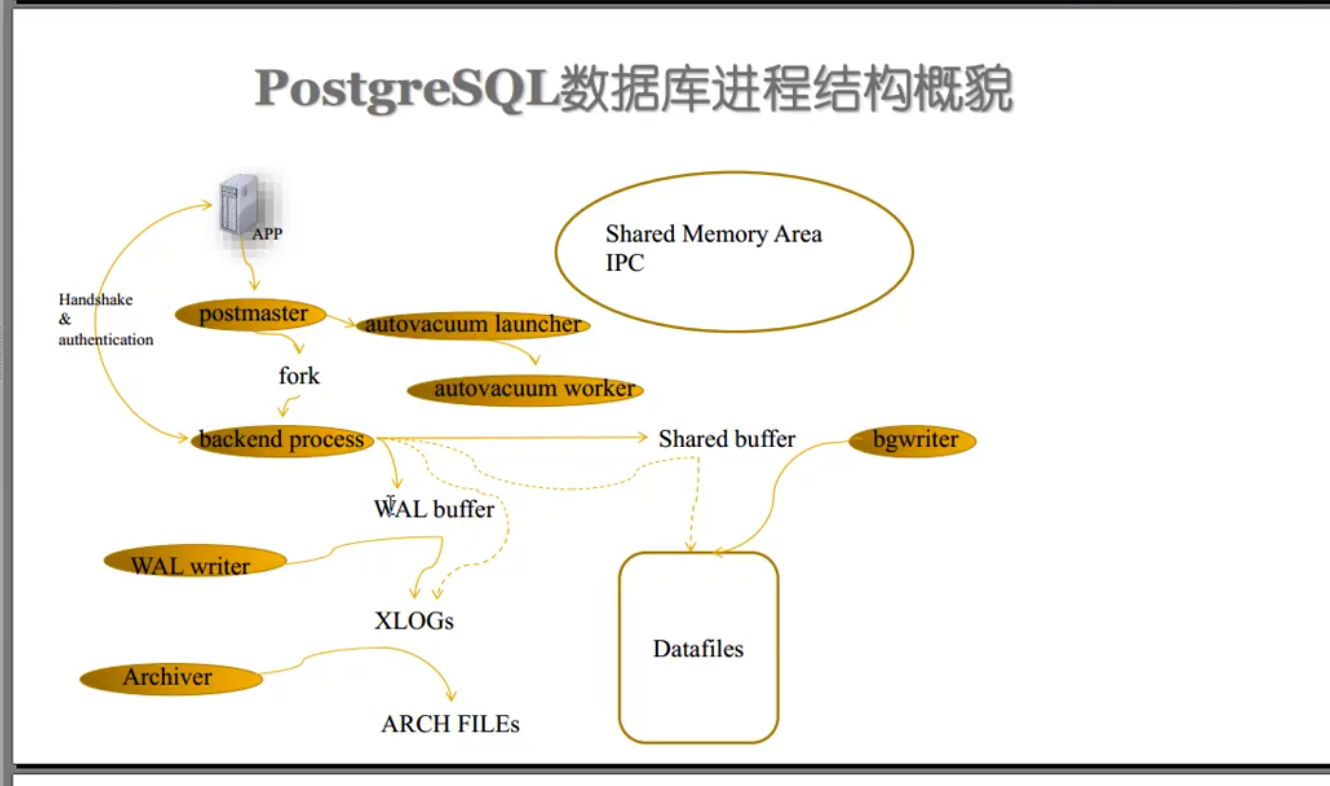 PostgreSQL数据库进程结构概貌
APP
Shared Memory Area
IPC
Handshake
&
authentication
postmaster
autovacuum launcher
fork
autovacuum worker
backend process
Shared buffer
bgwriter
WAL buffer
WAL writer
XLOGs
Datafiles
Archiver
ARCH FILEs